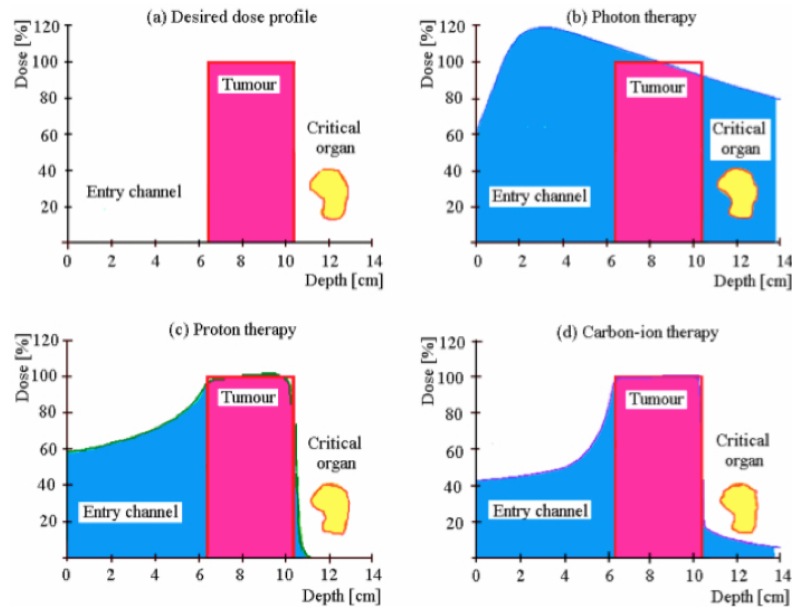 (a) Desired dose profile
Dose [%]
120
100
80
60
40
20
Tumour
Critical
organ
Entry channel
0 2 4 6 8 10 12 14
Depth [cm]
(b) Photon therapy
Dose [%]
120
100
80
60
40
20
Tumour
Critical
organ
Entry channel
0 2 4 6 8 10 12 14
Depth [cm]
(c) Proton therapy
Dose [%]
120
100
80
60
40
20
Tumour
Critical
organ
Entry channel
0 2 4 6 8 10 12 14
Depth [cm]
(d) Carbon-ion therapy
Dose [%]
120
100
80
60
40
20
Tumour
Critical
organ
Entry channel
0 2 4 6 8 10 12 14
Depth [cm]